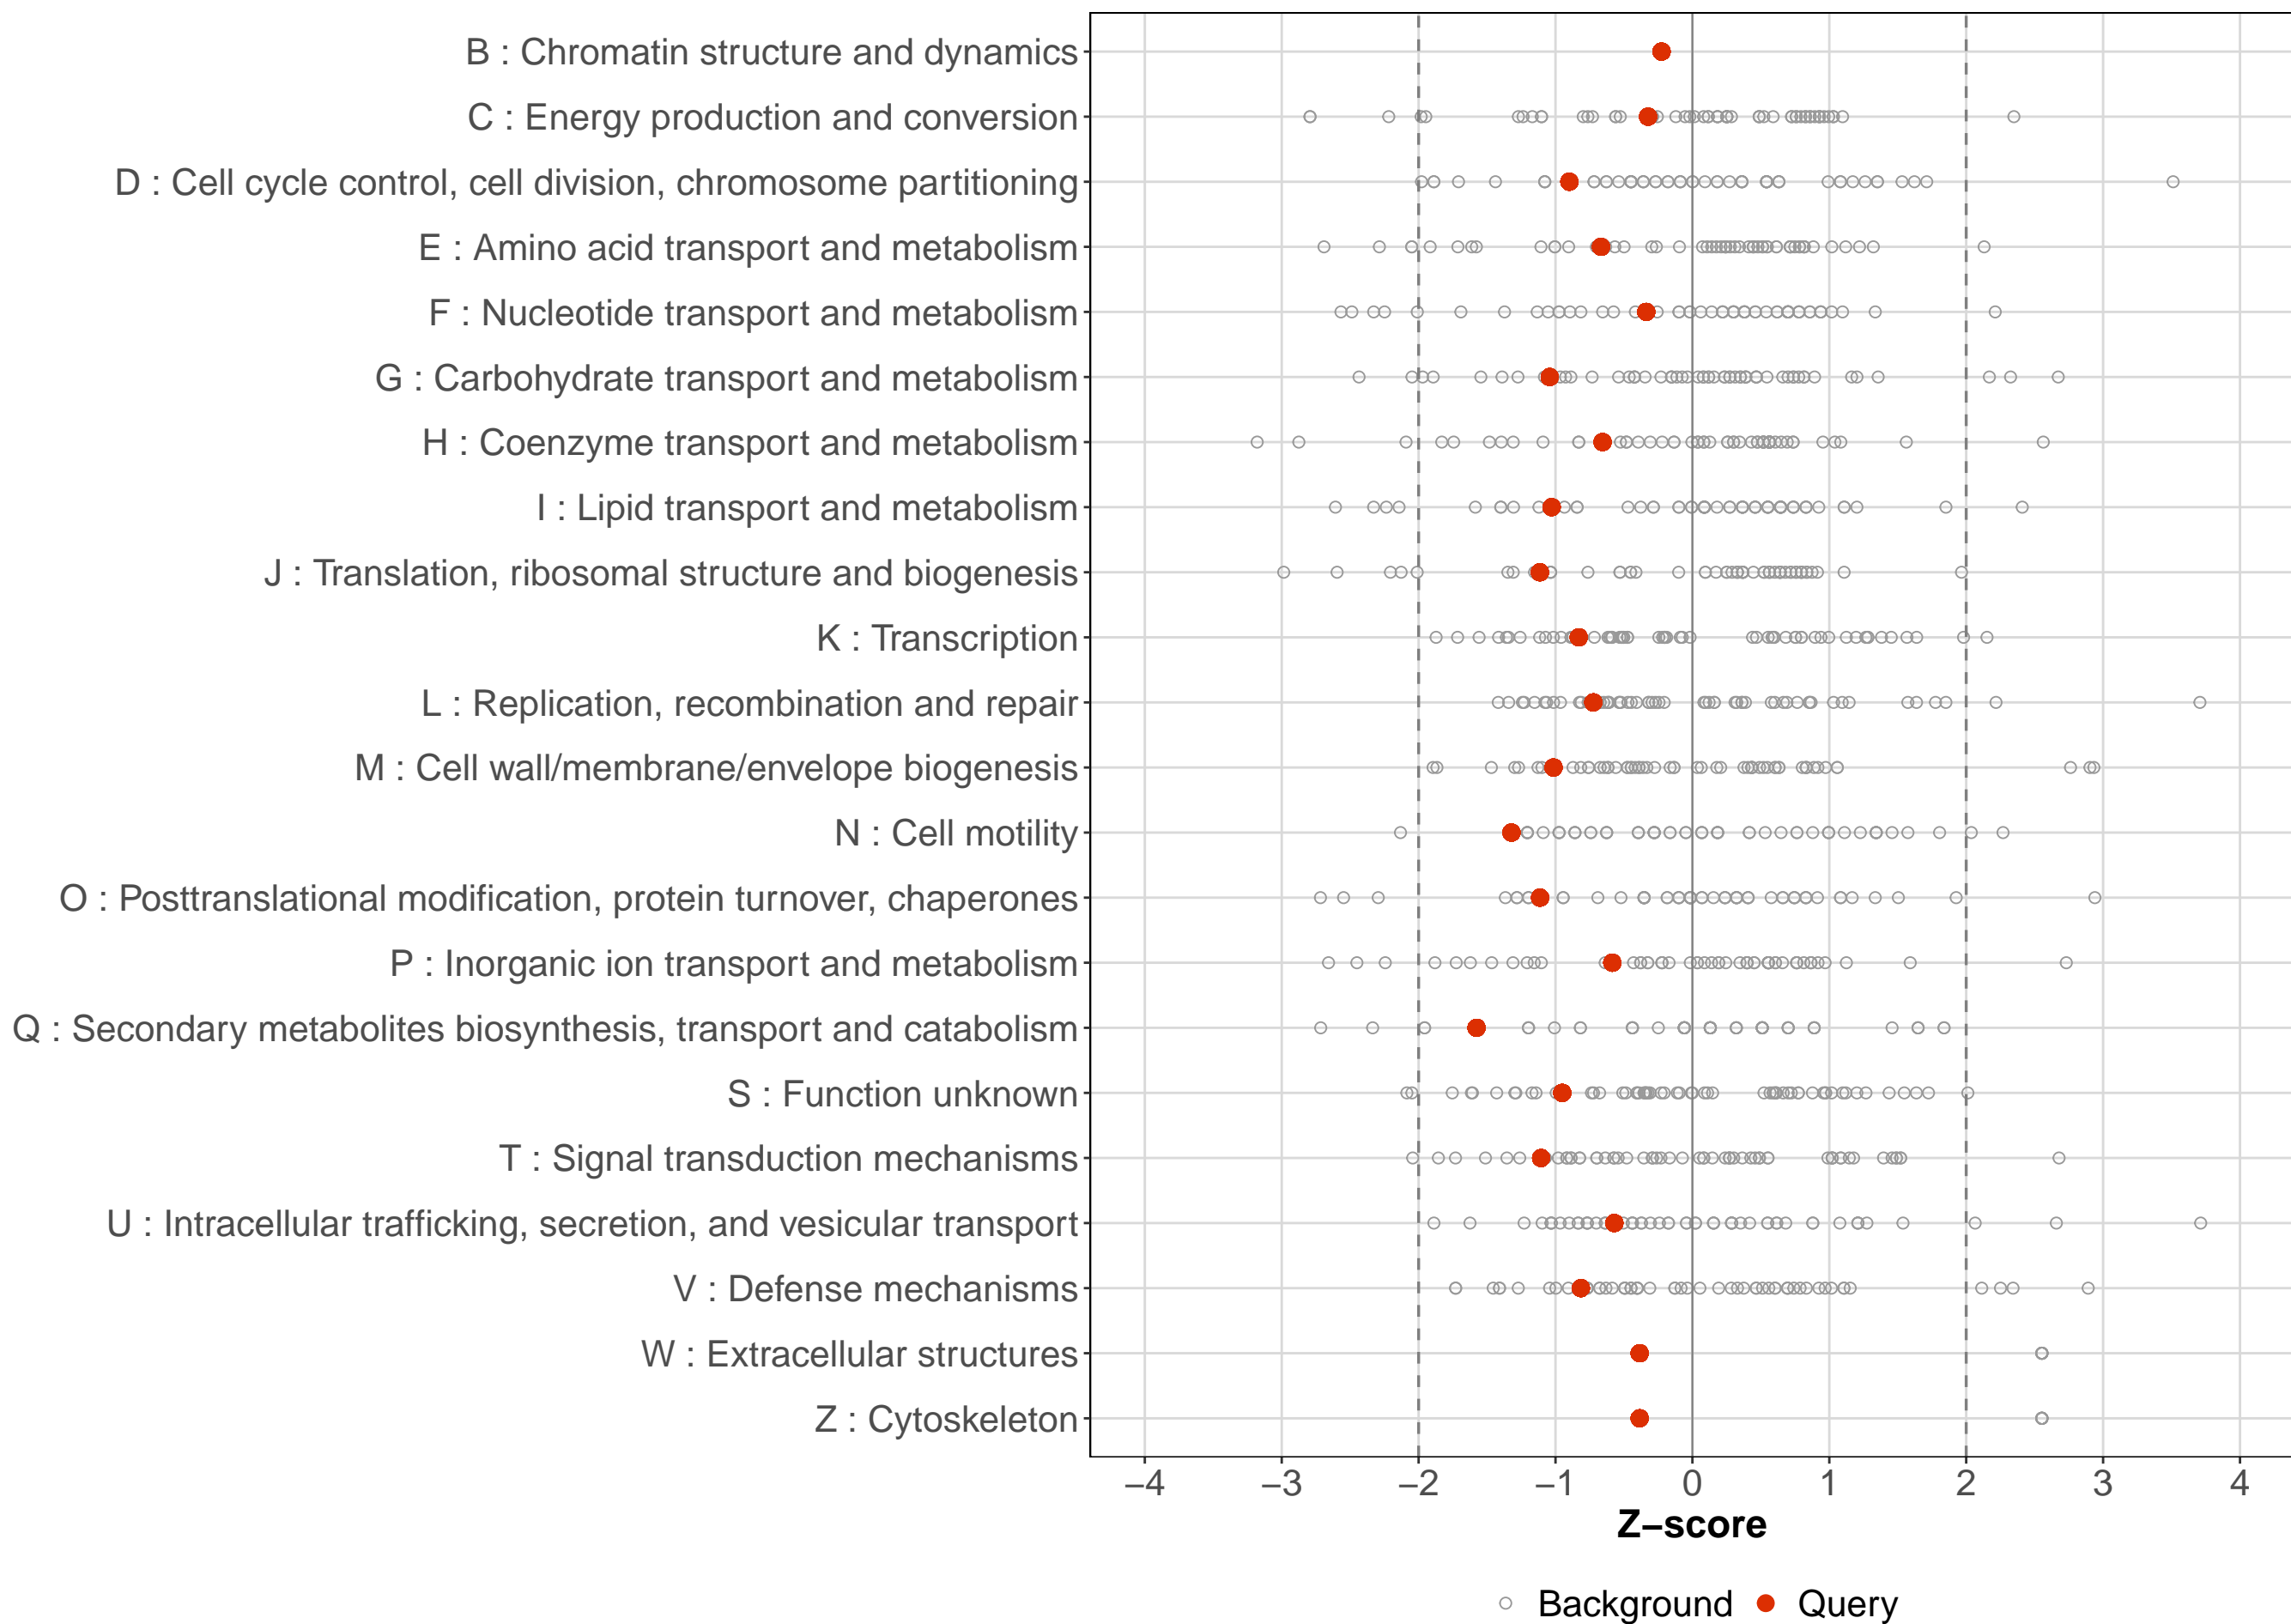 B : Chromatin structure and dynamics
C : Energy production and conversion
D : Cell cycle control, cell division, chromosome partitioning
E : Amino acid transport and metabolism
F : Nucleotide transport and metabolism
G : Carbohydrate transport and metabolism
H : Coenzyme transport and metabolism
I : Lipid transport and metabolism
J : Translation, ribosomal structure and biogenesis
K : Transcription
L : Replication, recombination and repair
M : Cell wall/membrane/envelope biogenesis
N : Cell motility
O : Posttranslational modification, protein turnover, chaperones
P : Inorganic ion transport and metabolism
Q : Secondary metabolites biosynthesis, transport and catabolism
S : Function unknown
T : Signal transduction mechanisms
U : Intracellular trafficking, secretion, and vesicular transport
V : Defense mechanisms
W : Extracellular structures
Z : Cytoskeleton
−4 −3 −2 −1 0 1 2 3 4
Z−score
Background Query